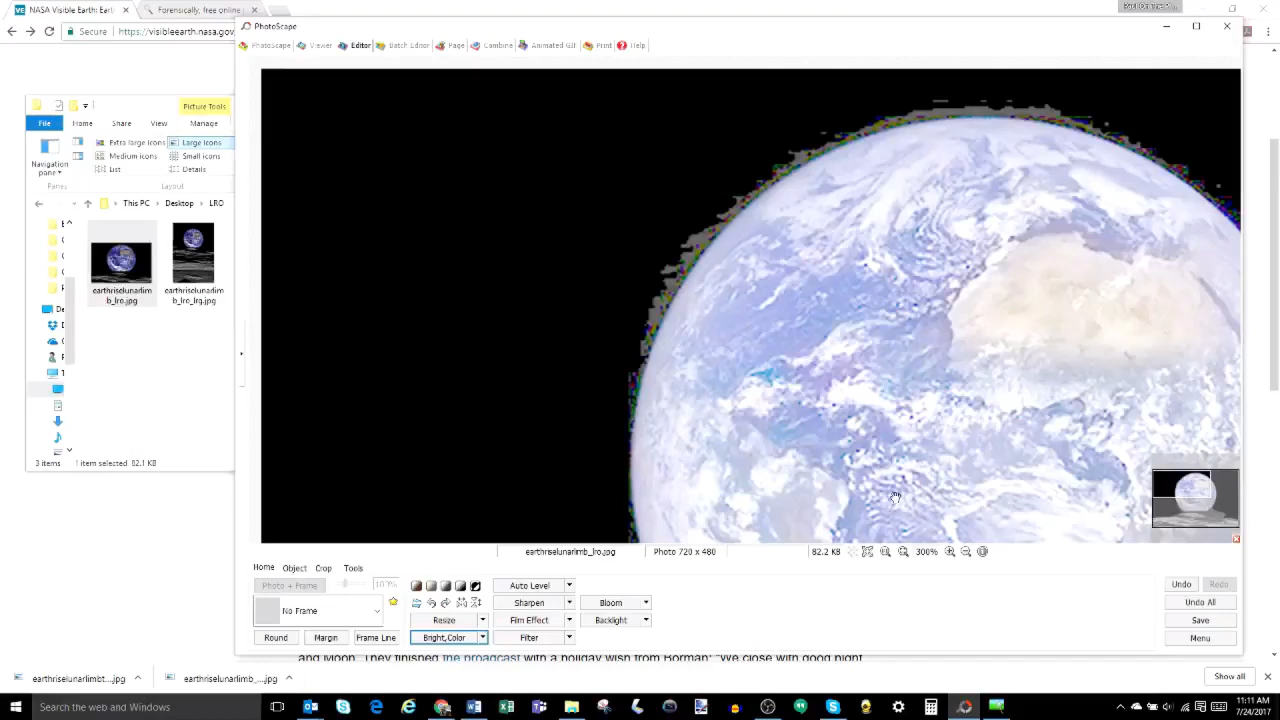 NASA Visible Earth: Eart
Forensically, free online
PhotoScape
Secure
https://visibleearth.nasa.gov
PhotoScape Viewer Editor Batch Editor Page Combine Animated GIF Print Help
Picture Tools
File Home Share View Manage
Navigation pane
Extra large icons Large icons
Medium icons Small icons
List Details
Panes Layout
This PC Desktop LRO
earthriselunarlim
b_lro.jpg
earthriselunarlim
b_lro_lrg.jpg
3 items 1 item selected 82.1 KB
earthriselunarlimb_lro.jpg Photo 720 x 480 82.2 KB 300%
Home Object Crop Tools
Photo + Frame 100%
No Frame
Round Margin Frame Line
Resize
Bright,Color
Auto Level
Sharpen Bloom
Film Effect Backlight
Filter
Undo Redo
Undo All
Save
Menu
and Moon. They finished the broadcast with a holiday wish from Borman: "We close with good night,
earthriselunarlimbt....jpg earthriselunarlimb_....jpg Show all
Search the web and Windows
11:11 AM
7/24/2017